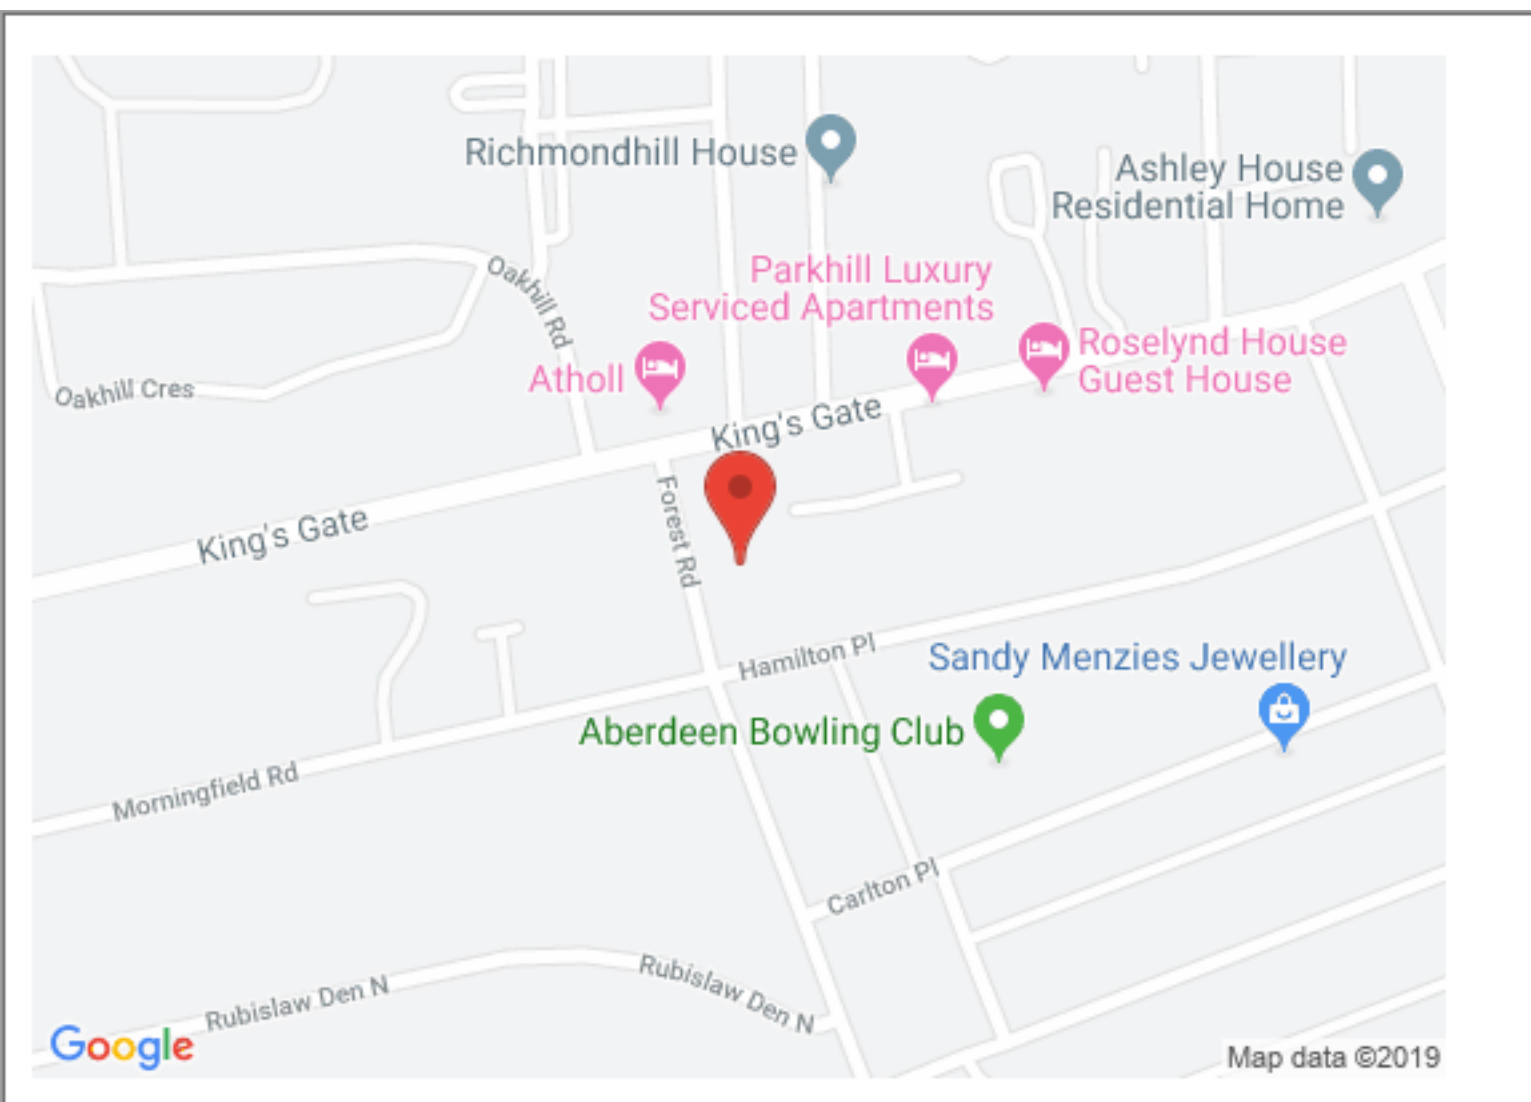 Richmondhill House
Ashley House
Residential Home
Oakhill Rd
Parkhill Luxury
Serviced Apartments
Roselynd House
Guest House
Atholl
Oakhill Cres
King's Gate
King's Gate
Forest Rd
Hamilton Pl
Sandy Menzies Jewellery
Aberdeen Bowling Club
Morningfield Rd
Carlton Pl
Rubislaw Den N
Rubislaw Den N
Google
Map data ©2019